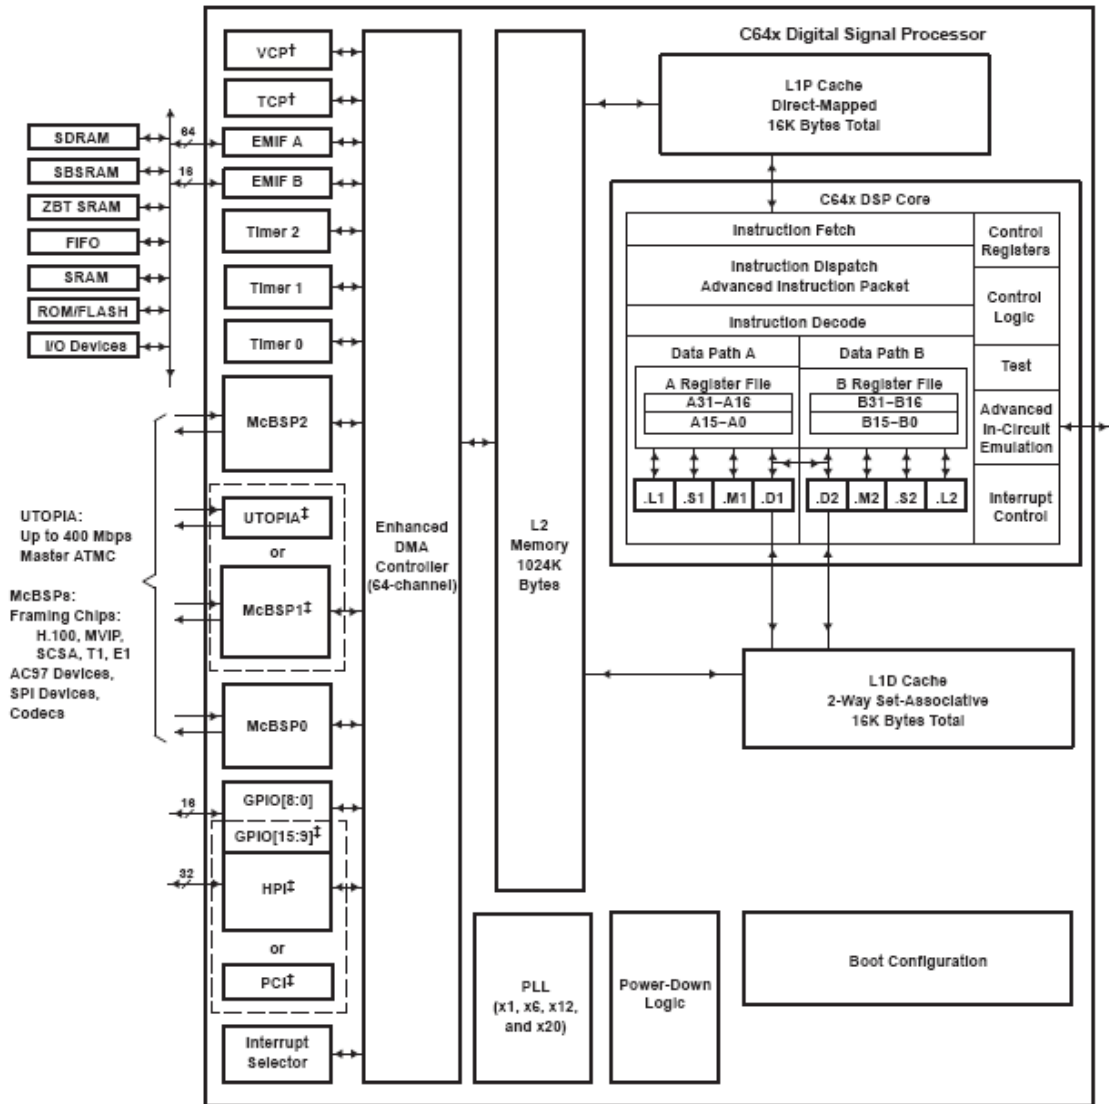 C64x Digital Signal Processor
VCP†
TCP†
EMIF A
EMIF B
Timer 2
Timer 1
Timer 0
McBSP2
UTOPIA‡
or
McBSP1‡
McBSP0
GPIO[8:0]
GPIO[15:9]‡
HPI‡
or
PCI‡
Interrupt
Selector
64
16
SDRAM
SBSRAM
ZBT SRAM
FIFO
SRAM
ROM/FLASH
I/O Devices
UTOPIA:
Up to 400 Mbps
Master ATMC
McBSPs:
Framing Chips:
H.100, MVIP,
SCSA, T1, E1
AC97 Devices,
SPI Devices,
Codecs
16
32
Enhanced
DMA
Controller
(64-channel)
L2
Memory
1024K
Bytes
PLL
(x1, x6, x12,
and x20)
Power-Down
Logic
Boot Configuration
L1P Cache
Direct-Mapped
16K Bytes Total
C64x DSP Core
Instruction Fetch
Instruction Dispatch
Advanced Instruction Packet
Instruction Decode
Data Path A
Data Path B
A Register File
A31–A16
A15–A0
B Register File
B31–B16
B15–B0
.L1 .S1 .M1 .D1
.D2 .M2 .S2 .L2
Control
Registers
Control
Logic
Test
Advanced
In-Circuit
Emulation
Interrupt
Control
L1D Cache
2-Way Set-Associative
16K Bytes Total